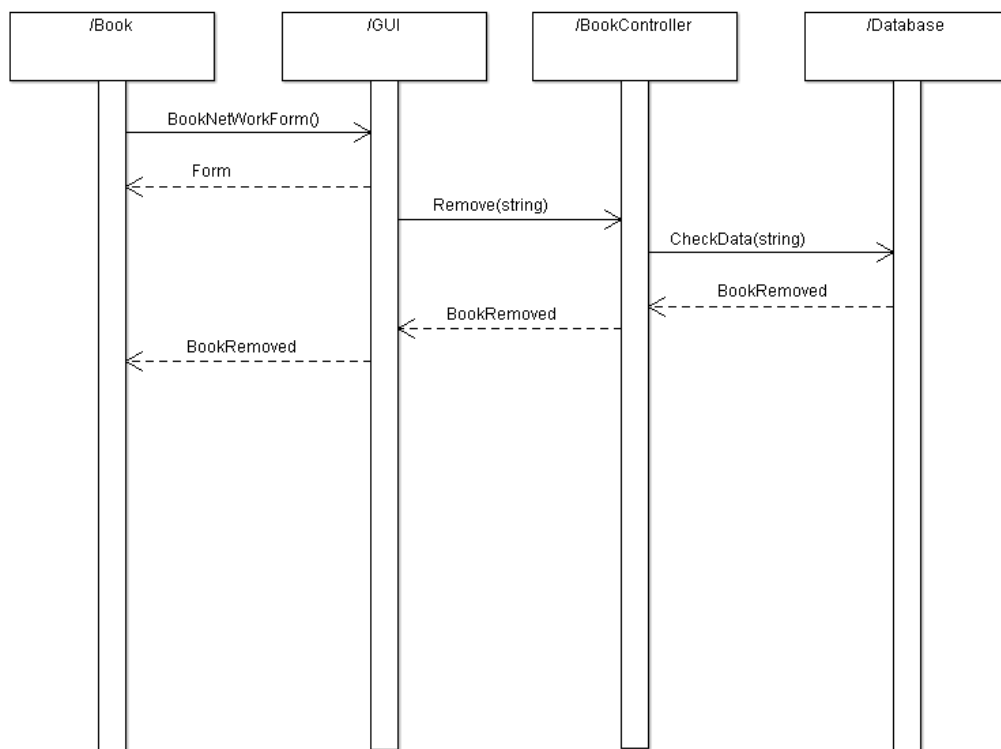 /Book
/GUI
/BookController
/Database
BookNetWorkForm()
Form
Remove(string)
CheckData(string)
BookRemoved
BookRemoved
BookRemoved